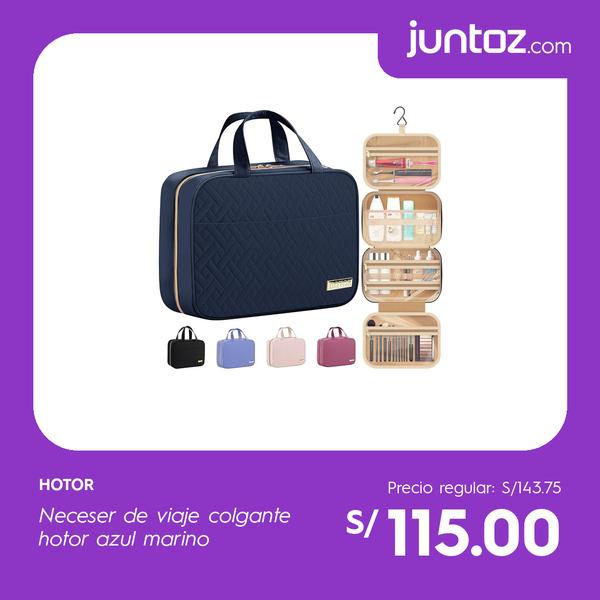 juntoz.com
HOTOR
Neceser de viaje colgante
hotor azul marino
Precio regular: S/143.75
S/115.00